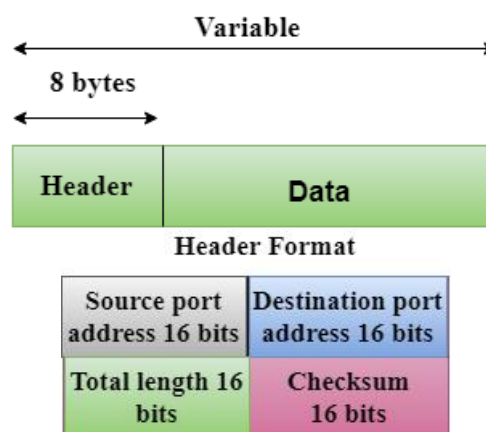 Variable
8 bytes
Header
Data
Header Format
Source port
address 16 bits
Destination port
address 16 bits
Total length 16
bits
Checksum
16 bits